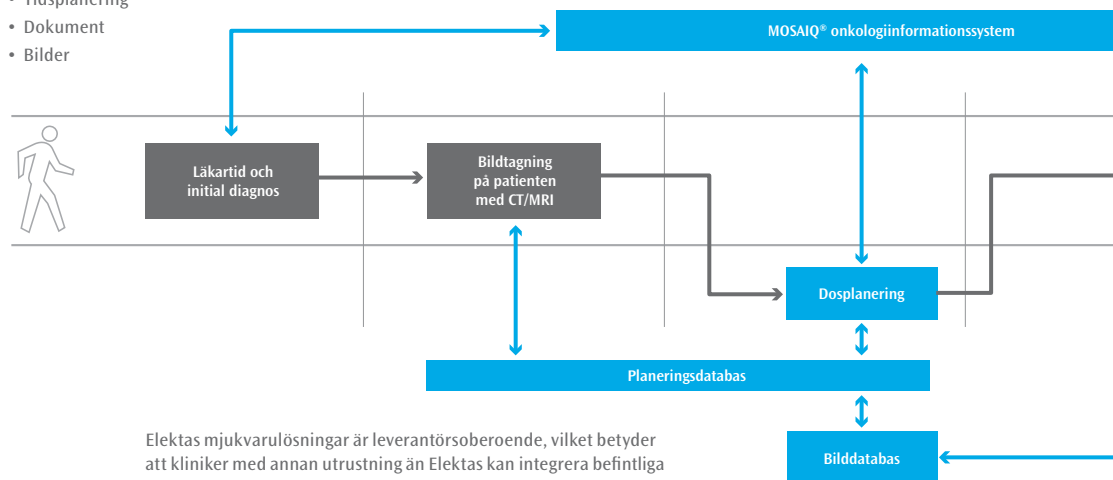 • Tidsplanering
• Dokument
• Bilder
MOSAIQ® onkologiinformationssystem
Läkartid och
initial diagnos
Bildtagning
på patienten
med CT/MRI
Dosplanering
Planeringsdatabas
Elektas mjukvarulösningar är leverantörsoberoende, vilket betyder
att kliniker med annan utrustning än Elektas kan integrera befintliga
Bilddatabas